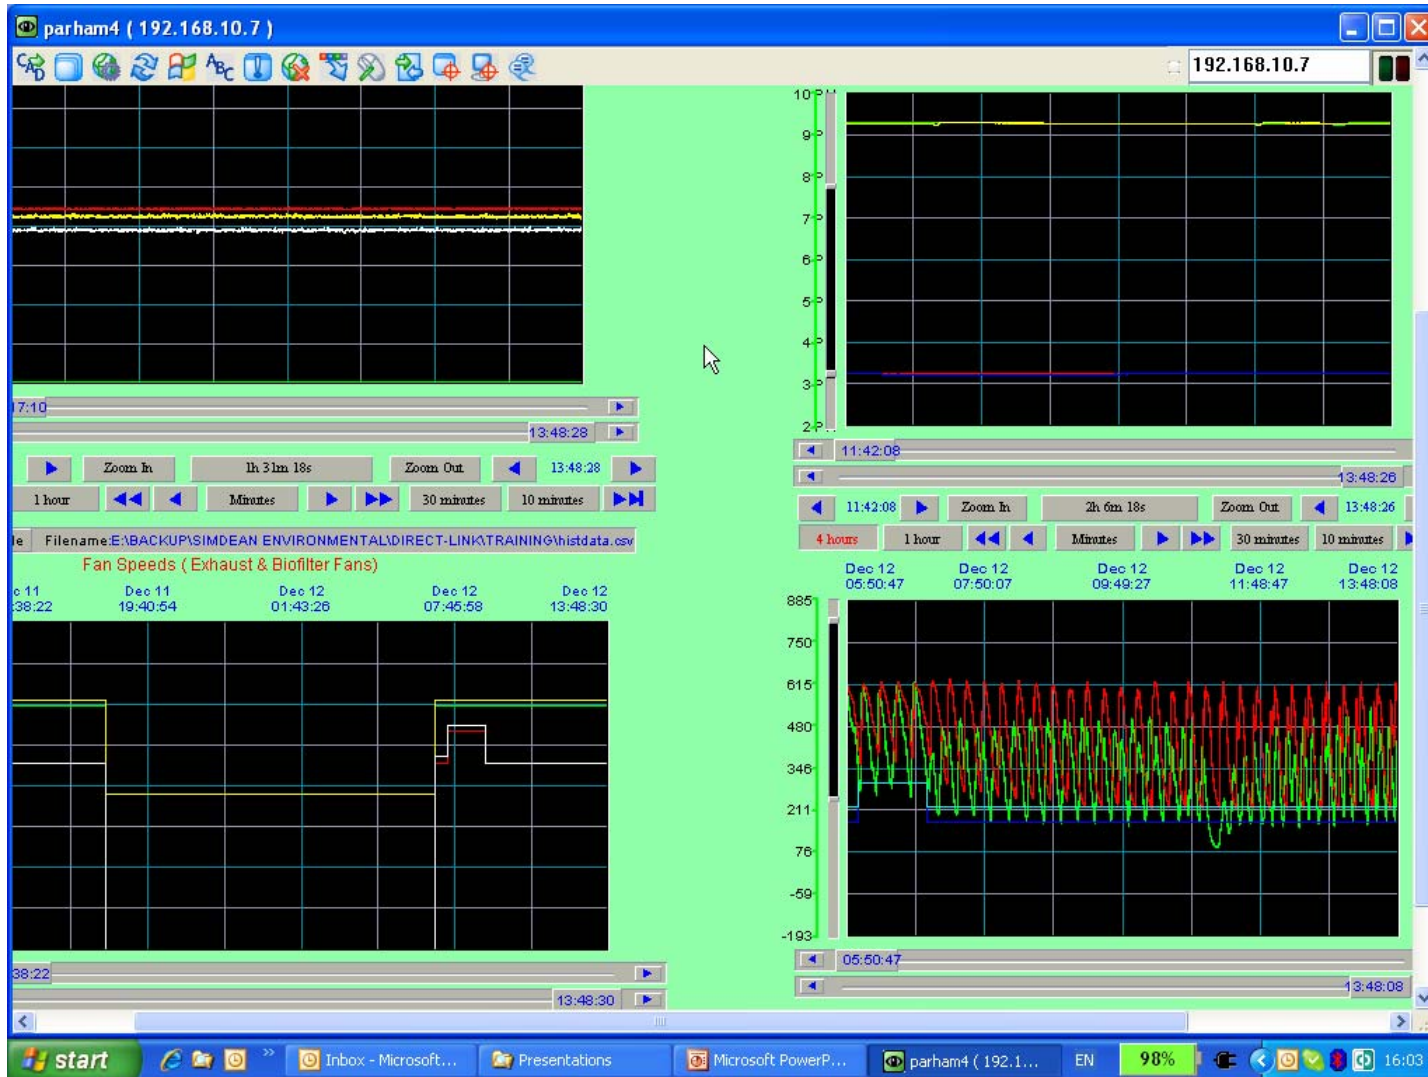 parham4 ( 192.168.10.7 )
CAD
ABC
192.168.10.7
10
9 P
8 P
7 P
6 P
5 P
4 P
3 P
2 P
17:10
13:48:28
Zoom In 1h 31m 18s Zoom Out 13:48:28
1 hour Minutes 30 minutes 10 minutes
11:42:08
13:48:26
11:42:08 Zoom In 2h 6m 18s Zoom Out 13:48:26
4 hours 1 hour Minutes 30 minutes 10 minutes
le Filename:E:\BACKUP\SIMDEAN ENVIRONMENTAL\DIRECT-LINK\TRAINING\histdata.csv
Fan Speeds ( Exhaust & Biofilter Fans)
c 11 Dec 11 Dec 12 Dec 12 Dec 12
:38:22 19:40:54 01:43:26 07:45:58 13:48:30
38:22
13:48:30
Dec 12 Dec 12 Dec 12 Dec 12 Dec 12
05:50:47 07:50:07 09:49:27 11:48:47 13:48:08
885
750
615
480
346
211
76
-59
-193
05:50:47
13:48:08
start Inbox - Microsoft... Presentations Microsoft PowerP... parham4 ( 192.1... EN 98% 16:03